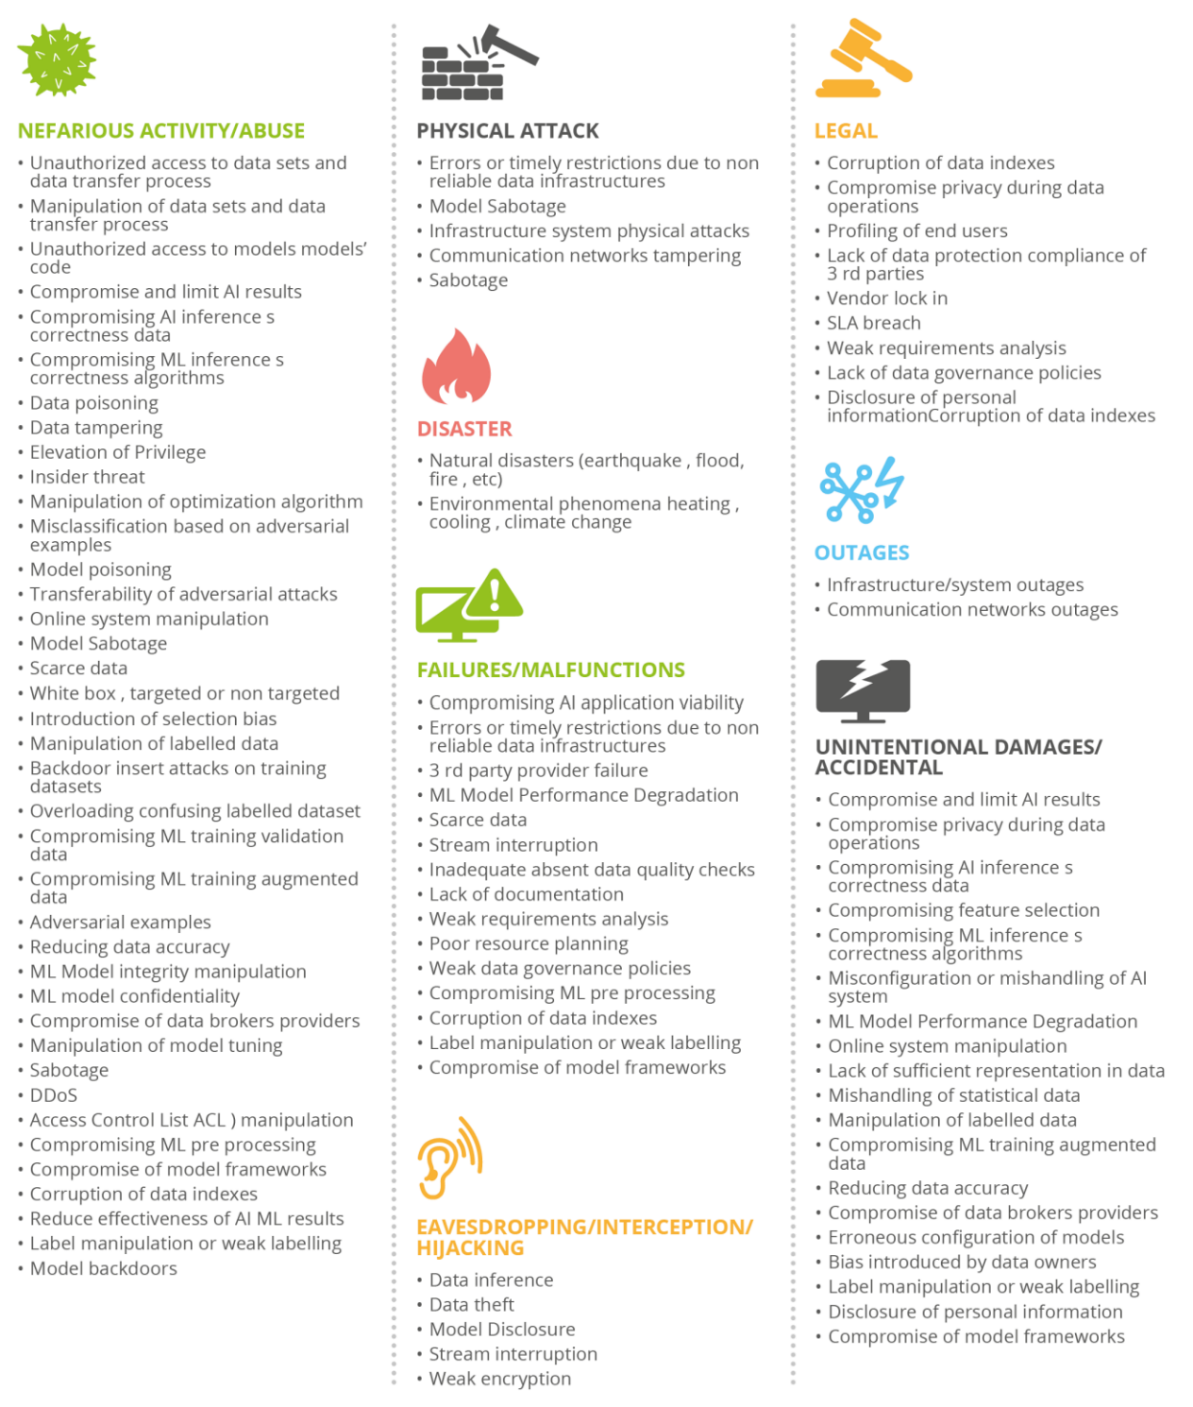 NEFARIOUS ACTIVITY/ABUSE
• Unauthorized access to data sets and
data transfer process
• Manipulation of data sets and data
transfer process
• Unauthorized access to models models’
code
• Compromise and limit AI results
• Compromising AI inference s
correctness data
• Compromising ML inference s
correctness algorithms
• Data poisoning
• Data tampering
• Elevation of Privilege
• Insider threat
• Manipulation of optimization algorithm
• Misclassification based on adversarial
examples
• Model poisoning
• Transferability of adversarial attacks
• Online system manipulation
• Model Sabotage
• Scarce data
• White box , targeted or non targeted
• Introduction of selection bias
• Manipulation of labelled data
• Backdoor insert attacks on training
datasets
• Overloading confusing labelled dataset
• Compromising ML training validation
data
• Compromising ML training augmented
data
• Adversarial examples
• Reducing data accuracy
• ML Model integrity manipulation
• ML model confidentiality
• Compromise of data brokers providers
• Manipulation of model tuning
• Sabotage
• DDoS
• Access Control List ACL ) manipulation
• Compromising ML pre processing
• Compromise of model frameworks
• Corruption of data indexes
• Reduce effectiveness of AI ML results
• Label manipulation or weak labelling
• Model backdoors
PHYSICAL ATTACK
• Errors or timely restrictions due to non
reliable data infrastructures
• Model Sabotage
• Infrastructure system physical attacks
• Communication networks tampering
• Sabotage
DISASTER
• Natural disasters (earthquake , flood,
fire , etc)
• Environmental phenomena heating ,
cooling , climate change
FAILURES/MALFUNCTIONS
• Compromising AI application viability
• Errors or timely restrictions due to non
reliable data infrastructures
• 3 rd party provider failure
• ML Model Performance Degradation
• Scarce data
• Stream interruption
• Inadequate absent data quality checks
• Lack of documentation
• Weak requirements analysis
• Poor resource planning
• Weak data governance policies
• Compromising ML pre processing
• Corruption of data indexes
• Label manipulation or weak labelling
• Compromise of model frameworks
EAVESDROPPING/INTERCEPTION/
HIJACKING
• Data inference
• Data theft
• Model Disclosure
• Stream interruption
• Weak encryption
LEGAL
• Corruption of data indexes
• Compromise privacy during data
operations
• Profiling of end users
• Lack of data protection compliance of
3 rd parties
• Vendor lock in
• SLA breach
• Weak requirements analysis
• Lack of data governance policies
• Disclosure of personal
informationCorruption of data indexes
OUTAGES
• Infrastructure/system outages
• Communication networks outages
UNINTENTIONAL DAMAGES/
ACCIDENTAL
• Compromise and limit AI results
• Compromise privacy during data
operations
• Compromising AI inference s
correctness data
• Compromising feature selection
• Compromising ML inference s
correctness algorithms
• Misconfiguration or mishandling of AI
system
• ML Model Performance Degradation
• Online system manipulation
• Lack of sufficient representation in data
• Mishandling of statistical data
• Manipulation of labelled data
• Compromising ML training augmented
data
• Reducing data accuracy
• Compromise of data brokers providers
• Erroneous configuration of models
• Bias introduced by data owners
• Label manipulation or weak labelling
• Disclosure of personal information
• Compromise of model frameworks